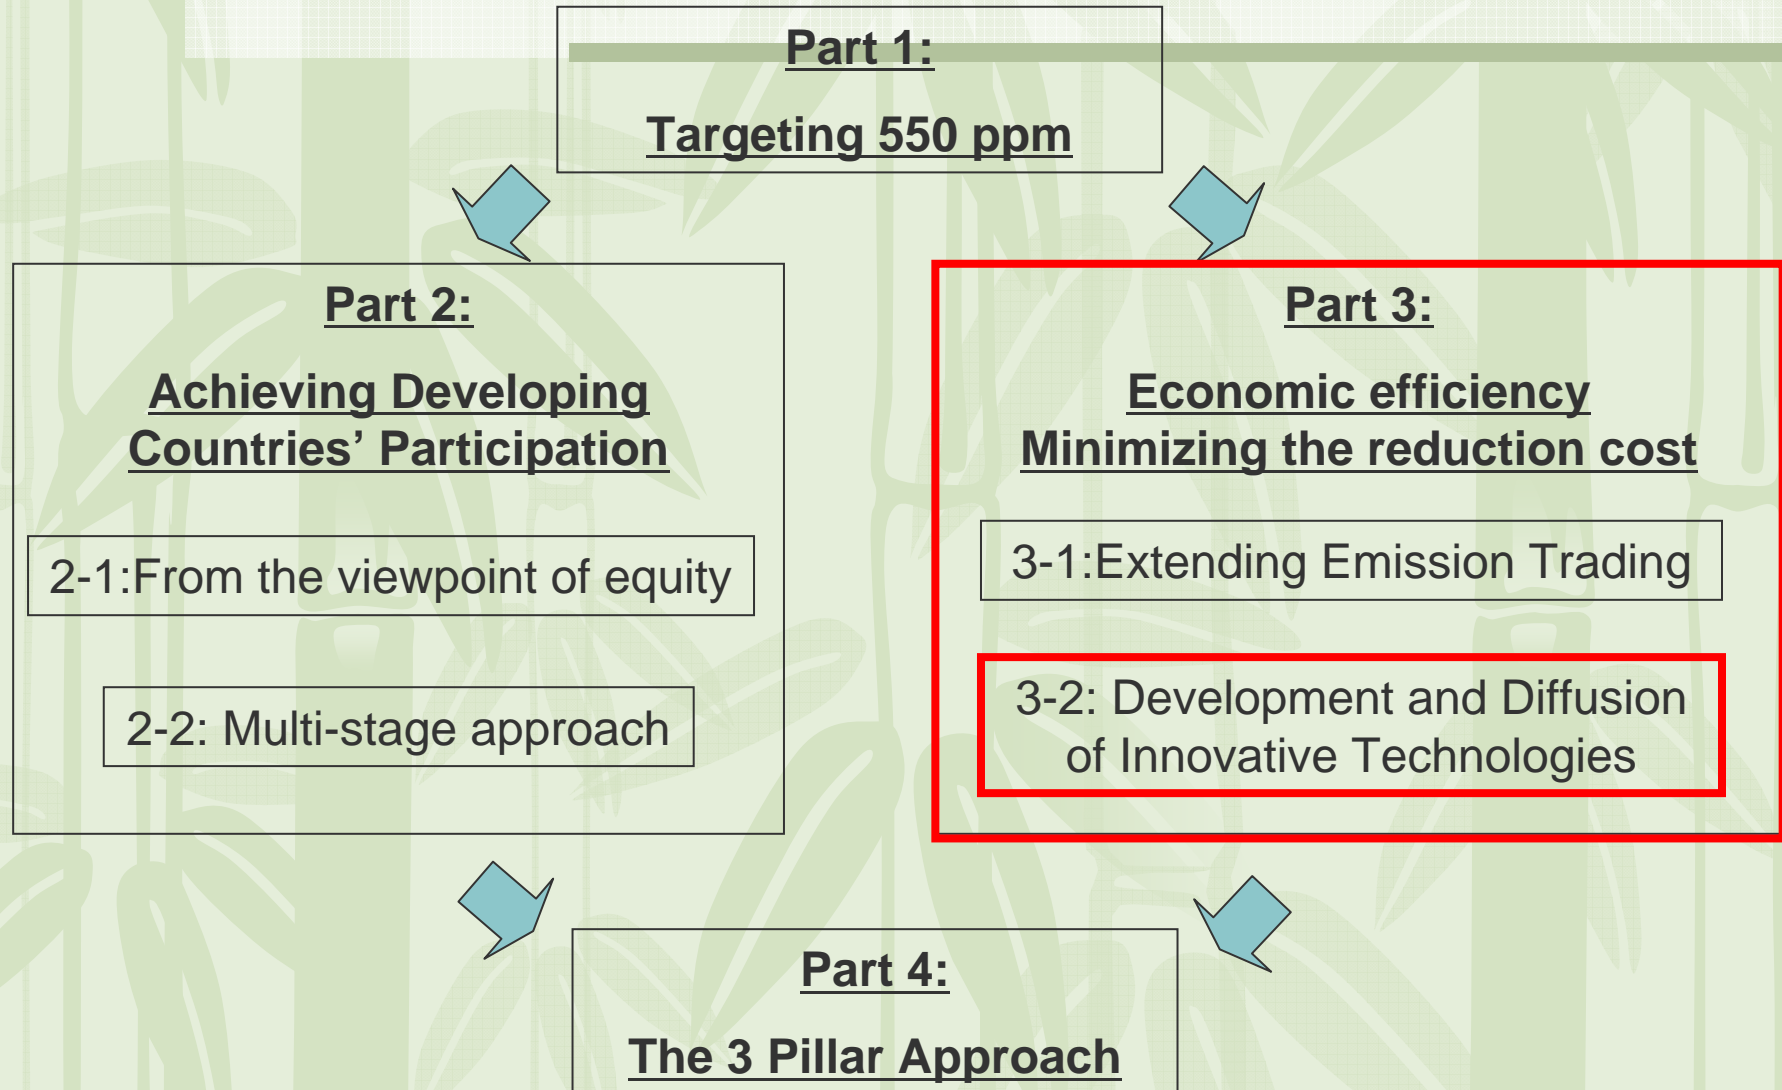 Part 1:
Targeting 550 ppm
Part 2:
Achieving Developing
Countries’ Participation
2-1:From the viewpoint of equity
2-2: Multi-stage approach
Part 3:
Economic efficiency
Minimizing the reduction cost
3-1:Extending Emission Trading
3-2: Development and Diffusion
of Innovative Technologies
Part 4:
The 3 Pillar Approach